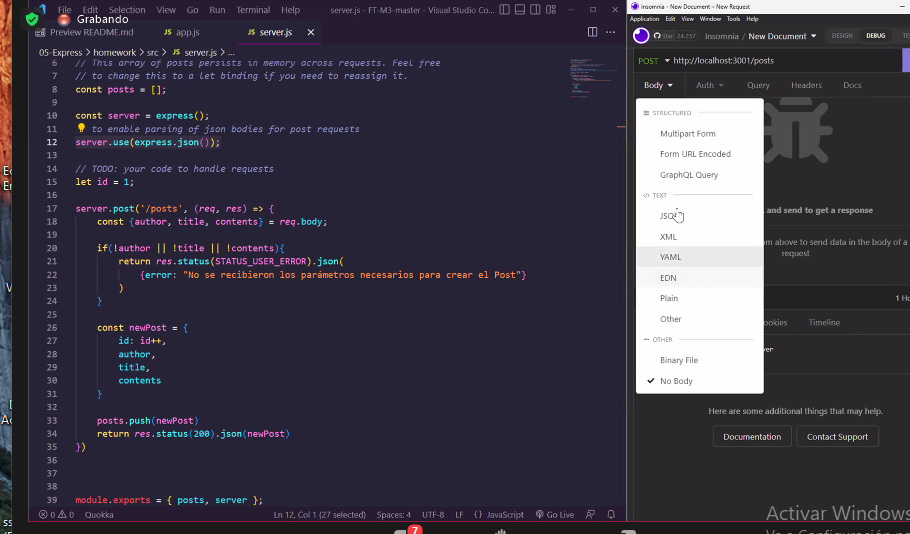 File Edit Selection View Go Run Terminal Help server.js - FT-M3-master - Visual Studio Co...
Grabando
Preview README.md
app.js
server.js
05-Express > homework > src > server.js > ...
6 // This array of posts persists in memory across requests. Feel free
7 // to change this to a let binding if you need to reassign it.
8 const posts = [];
9
10 const server = express();
11 to enable parsing of json bodies for post requests
12 server.use(express.json());
13
14 // TODO: your code to handle requests
15 let id = 1;
16
17 server.post('/posts', (req, res) => {
18 const {author, title, contents} = req.body;
19
20 if(!author || !title || !contents){
21 return res.status(STATUS_USER_ERROR).json(
22 {error: "No se recibieron los parámetros necesarios para crear el Post"}
23 )
24 }
25
26 const newPost = {
27 id: id++,
28 author,
29 title,
30 contents
31 }
32
33 posts.push(newPost)
34 return res.status(200).json(newPost)
35 })
36
37
38
39 module.exports = { posts, server };
0 0 Quokka Ln 12, Col 1 (27 selected) Spaces: 4 UTF-8 LF {} JavaScript Go Live
7
Insomnia - New Document – New Request
Application Edit View Window Tools Help
Star 24,257 Insomnia / New Document DESIGN DEBUG
POST http://localhost:3001/posts
Body Auth Query Headers Docs
STRUCTURED
Multipart Form
Form URL Encoded
GraphQL Query
TEXT
JSON
XML
YAML
EDN
Plain
Other
OTHER
Binary File
No Body
and send to get a response
om above to send data in the body of a
request
ookies Timeline
Here are some additional things that may help.
Documentation Contact Support
Activar Windows